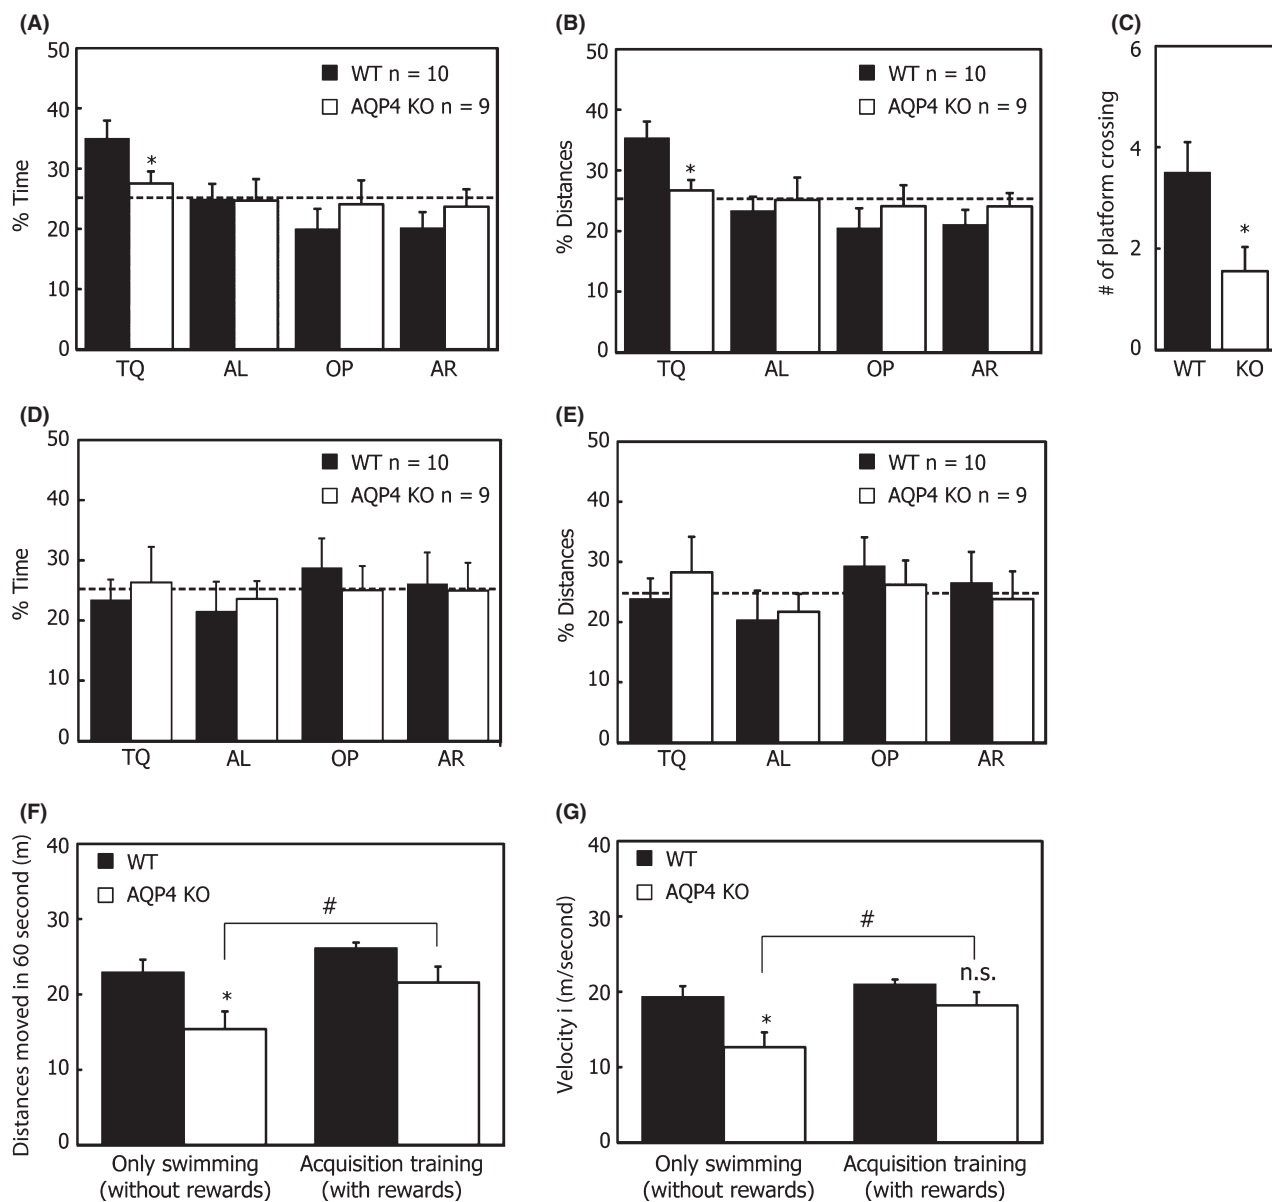 (A)
50
40
30
20
10
0
% Time
WT n = 10
AQP4 KO n = 9
*
TQ AL OP AR
(B)
50
40
30
20
10
0
% Distances
WT n = 10
AQP4 KO n = 9
*
TQ AL OP AR
(C)
6
4
2
0
# of platform crossing
*
WT KO
(D)
50
40
30
20
10
0
% Time
WT n = 10
AQP4 KO n = 9
TQ AL OP AR
(E)
50
40
30
20
10
0
% Distances
WT n = 10
AQP4 KO n = 9
TQ AL OP AR
(F)
40
30
20
10
0
Distances moved in 60 second (m)
WT
AQP4 KO
#
*
Only swimming Acquisition training
(without rewards) (with rewards)
(G)
40
30
20
10
0
Velocity i (m/second)
WT
AQP4 KO
#
n.s.
*
Only swimming Acquisition training
(without rewards) (with rewards)